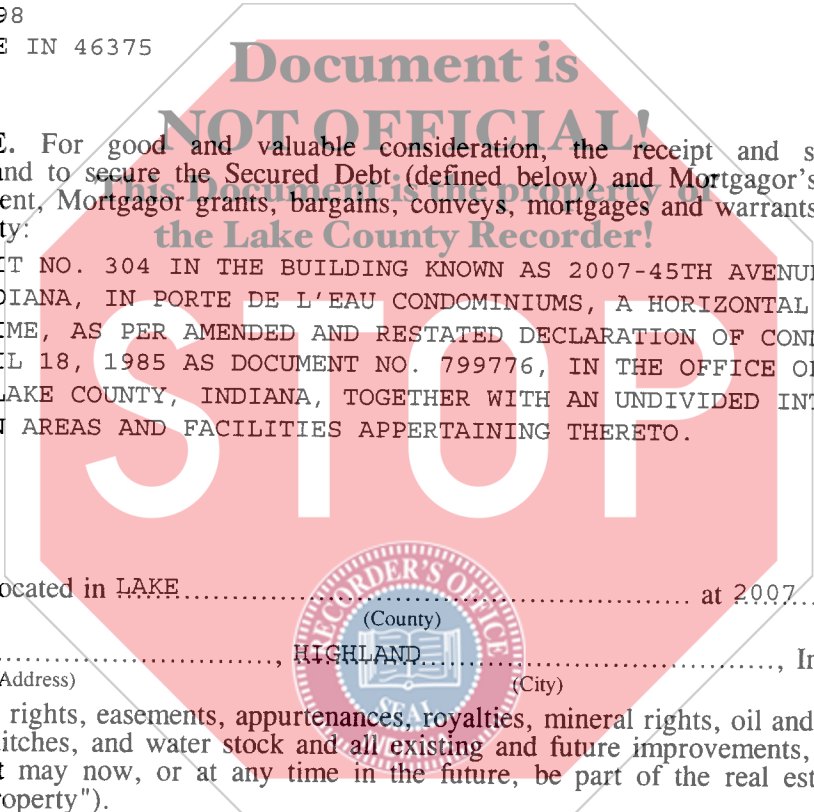 98
E IN 46375
Document is
NOT OFFICIAL!
E. For good and valuable consideration, the receipt and s
and to secure the Secured Debt (defined below) and Mortgagor's
This Document is the property of
ent, Mortgagor grants, bargains, conveys, mortgages and warrants
ty:
the Lake County Recorder!
IT NO. 304 IN THE BUILDING KNOWN AS 2007-45TH AVENU
DIANA, IN PORTE DE L'EAU CONDOMINIUMS, A HORIZONTAL
IME, AS PER AMENDED AND RESTATED DECLARATION OF CON
IL 18, 1985 AS DOCUMENT NO. 799776, IN THE OFFICE O
LAKE COUNTY, INDIANA, TOGETHER WITH AN UNDIVIDED INT
N AREAS AND FACILITIES APPERTAINING THERETO.
STOP
ocated in LAKE at 2007
(County)
RECORDER'S OFFICE
, HIGHLAND , I
Address) (City)
SEAL
rights, easements, appurtenances, royalties, mineral rights, oil and
itches, and water stock and all existing and future improvements,
t may now, or at any time in the future, be part of the real est
roperty").